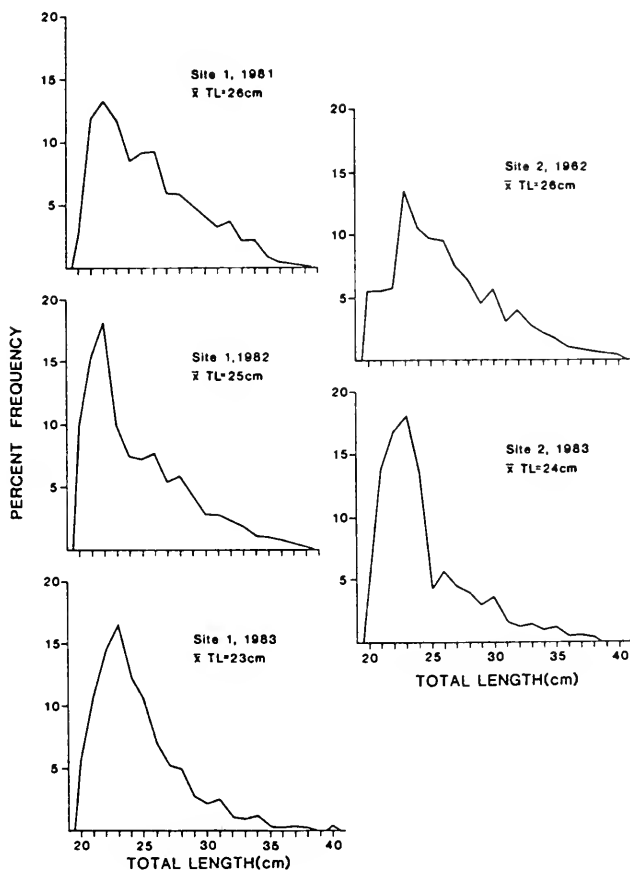 PERCENT FREQUENCY
20
15
10
5
Site 1, 1981
x̄ TL=26cm
20
15
10
5
Site 1,1982
x̄ TL=25cm
20
15
10
5
Site 1, 1983
x̄ TL=23cm
20 25 30 35 40
TOTAL LENGTH(cm)
20
15
10
5
Site 2, 1962
x̄ TL=26cm
20
15
10
5
Site 2, 1983
x̄ TL=24cm
20 25 30 35 40
TOTAL LENGTH(cm)